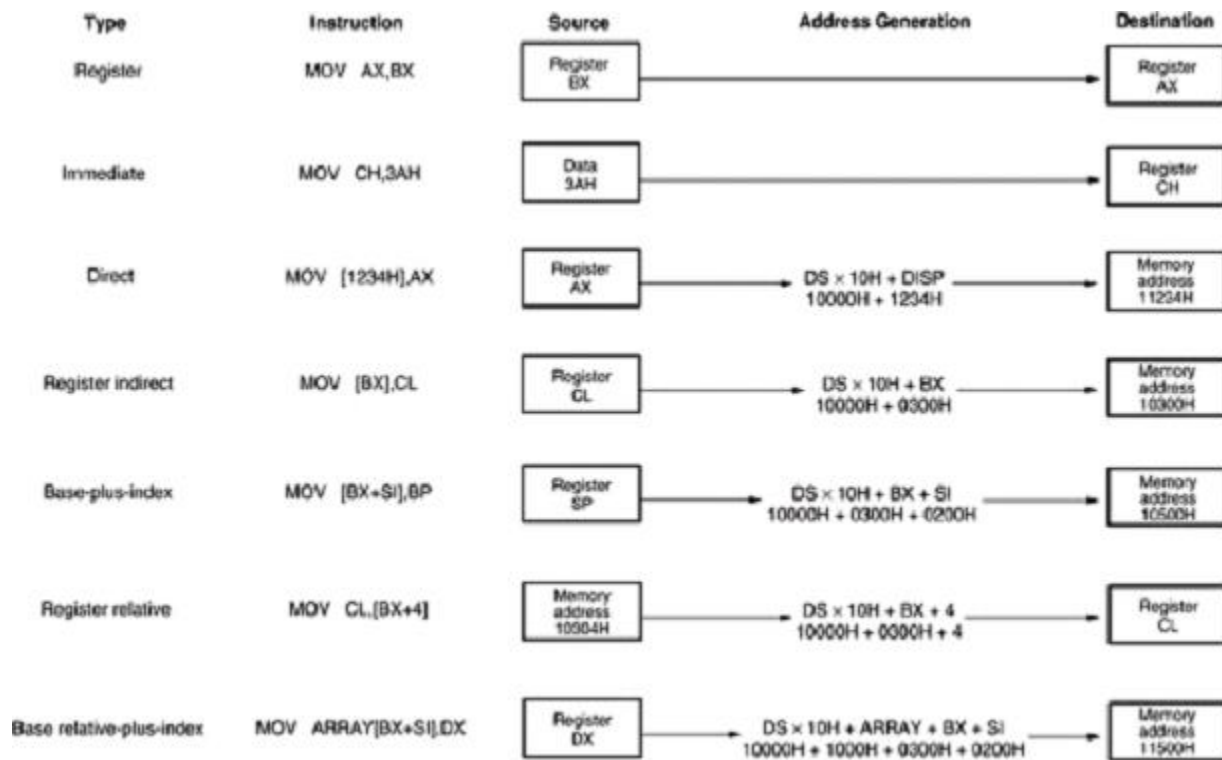 Type Instruction Source Address Generation Destination
Register MOV AX,BX Register BX Register AX
Immediate MOV CH,3AH Data 3AH Register CH
Direct MOV [1234H],AX Register AX DS × 10H + DISP Memory address 11234H
10000H + 1234H
Register indirect MOV [BX],CL Register CL DS × 10H + BX Memory address 10300H
10000H + 0300H
Base-plus-index MOV [BX+SI],BP Register SP DS × 10H + BX + SI Memory address 10500H
10000H + 0300H + 0200H
Register relative MOV CL,[BX+4] Memory address 10304H DS × 10H + BX + 4 Register CL
10000H + 0300H + 4
Base relative-plus-index MOV ARRAY[BX+SI],DX Register DX DS × 10H + ARRAY + BX + SI Memory address 11500H
10000H + 1000H + 0300H + 0200H